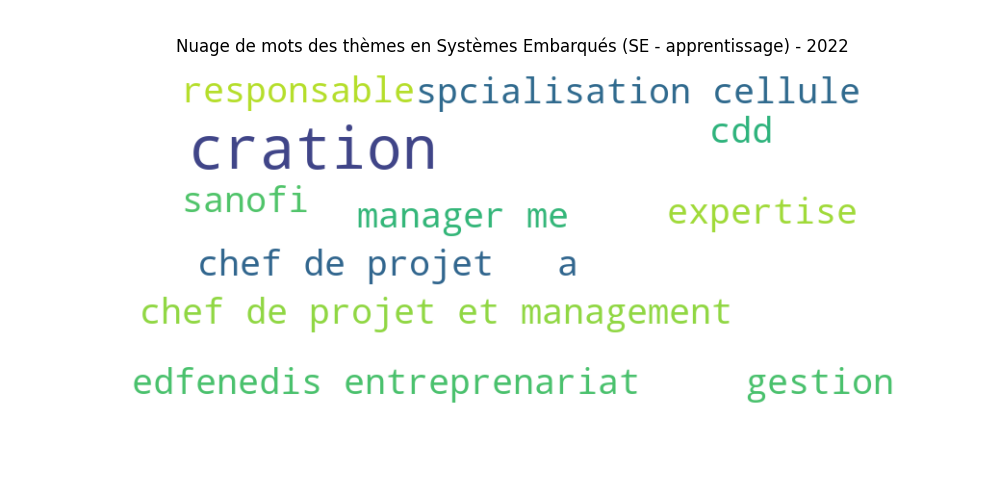 Nuage de mots des thèmes en Systèmes Embarqués (SE - apprentissage) - 2022
responsable spcialisation cellule
cration cdd
sanofi manager me expertise
chef de projet a
chef de projet et management
edfenedis entreprenariat gestion